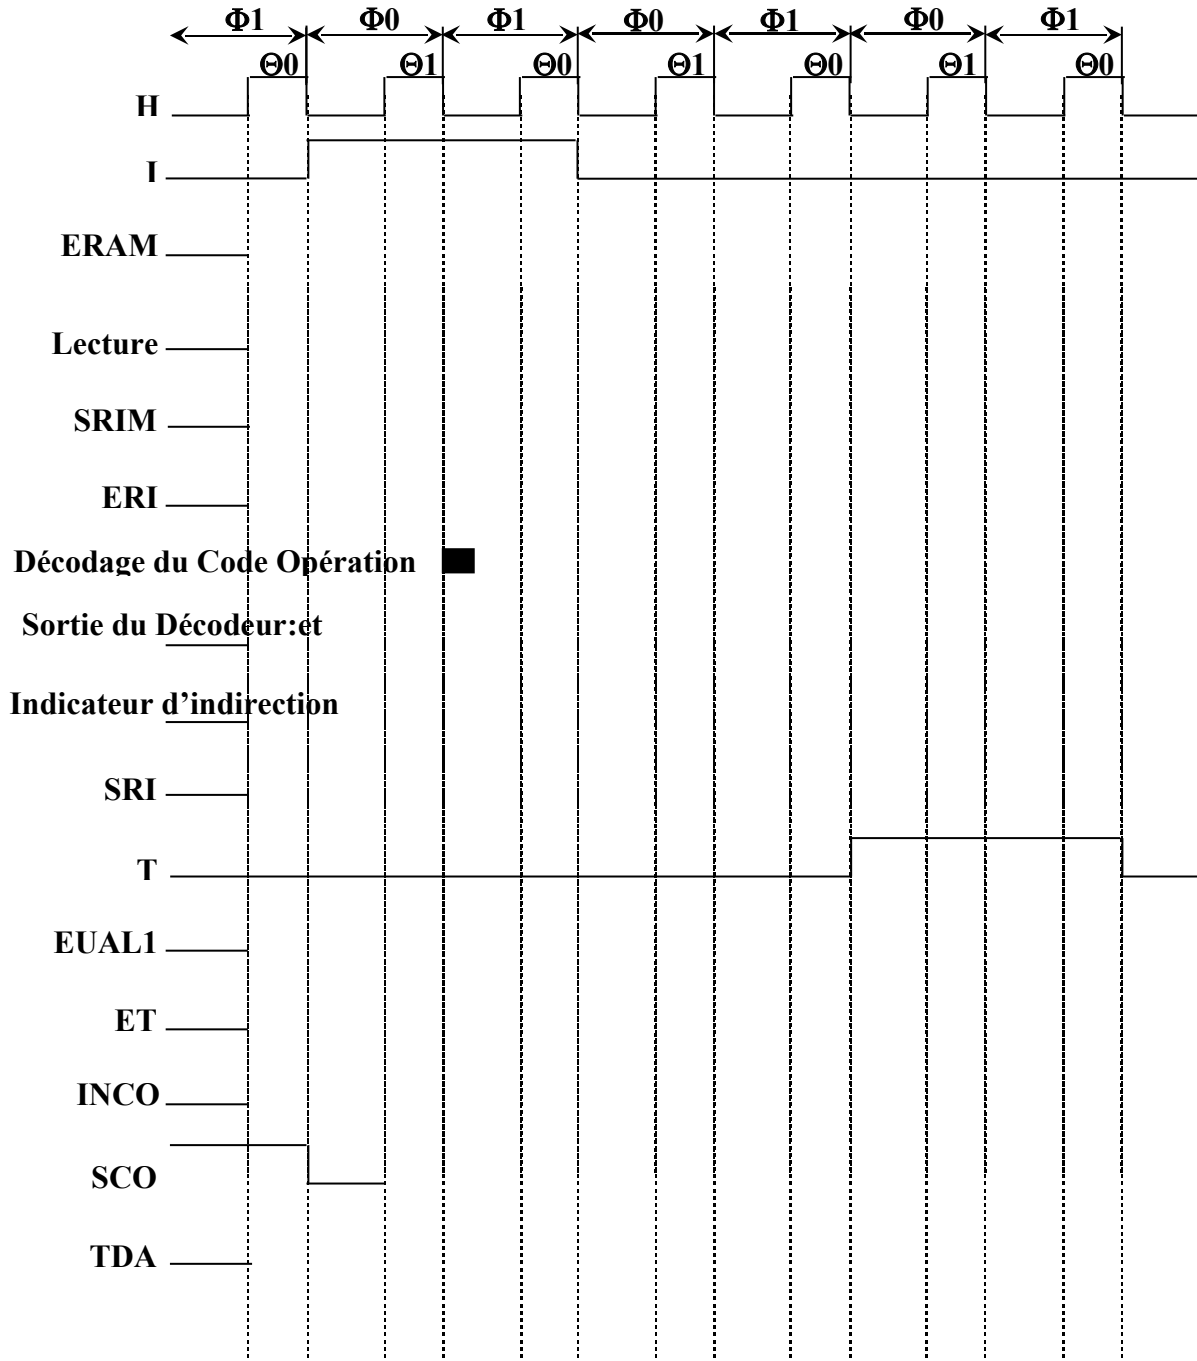 Φ1 Φ0 Φ1 Φ0 Φ1 Φ0 Φ1
Θ0 Θ1 Θ0 Θ1 Θ0 Θ1 Θ0
H
I
ERAM
Lecture
SRIM
ERI
Décodage du Code Opération
Sortie du Décodeur:et
Indicateur d’indirection
SRI
T
EUAL1
ET
INCO
SCO
TDA